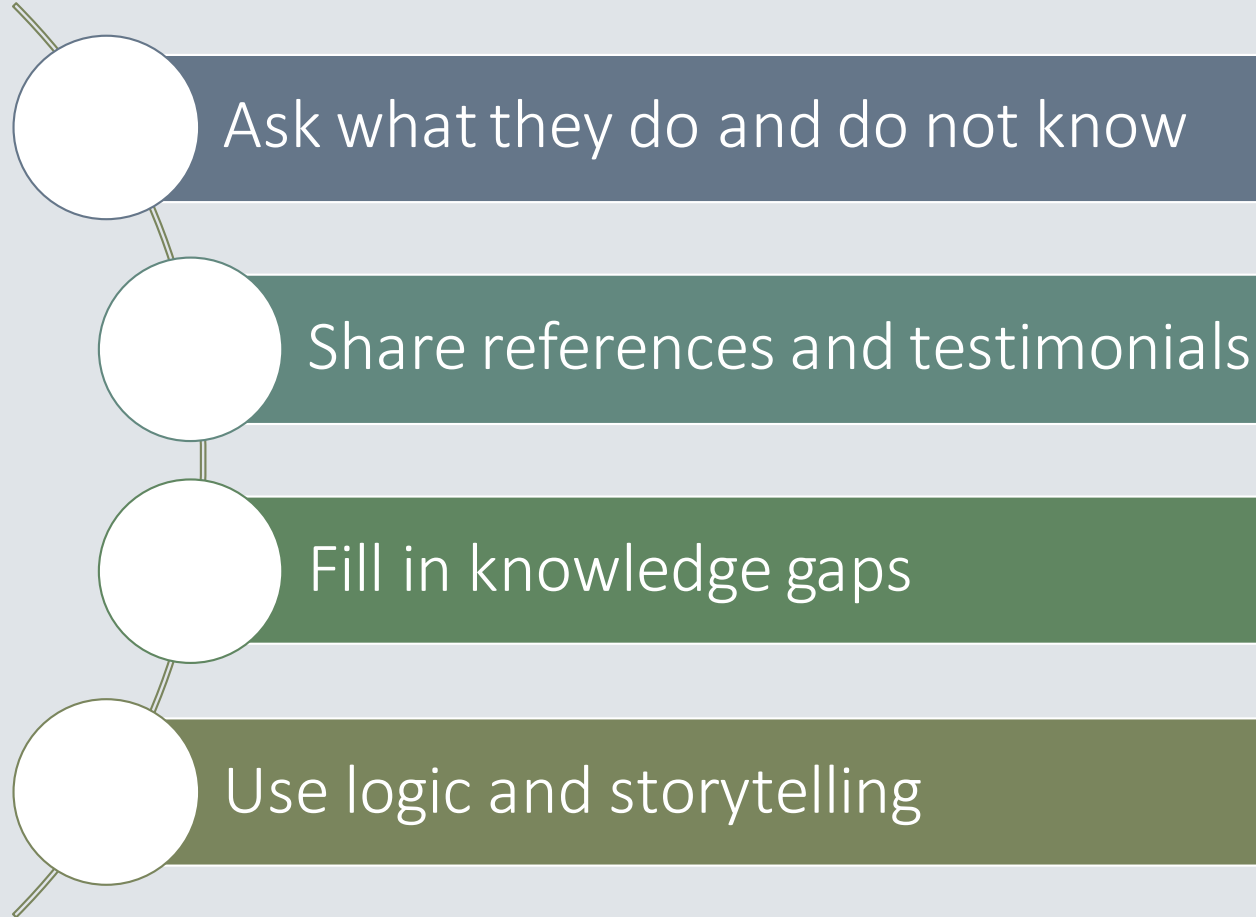 Ask what they do and do not know
Share references and testimonials
Fill in knowledge gaps
Use logic and storytelling